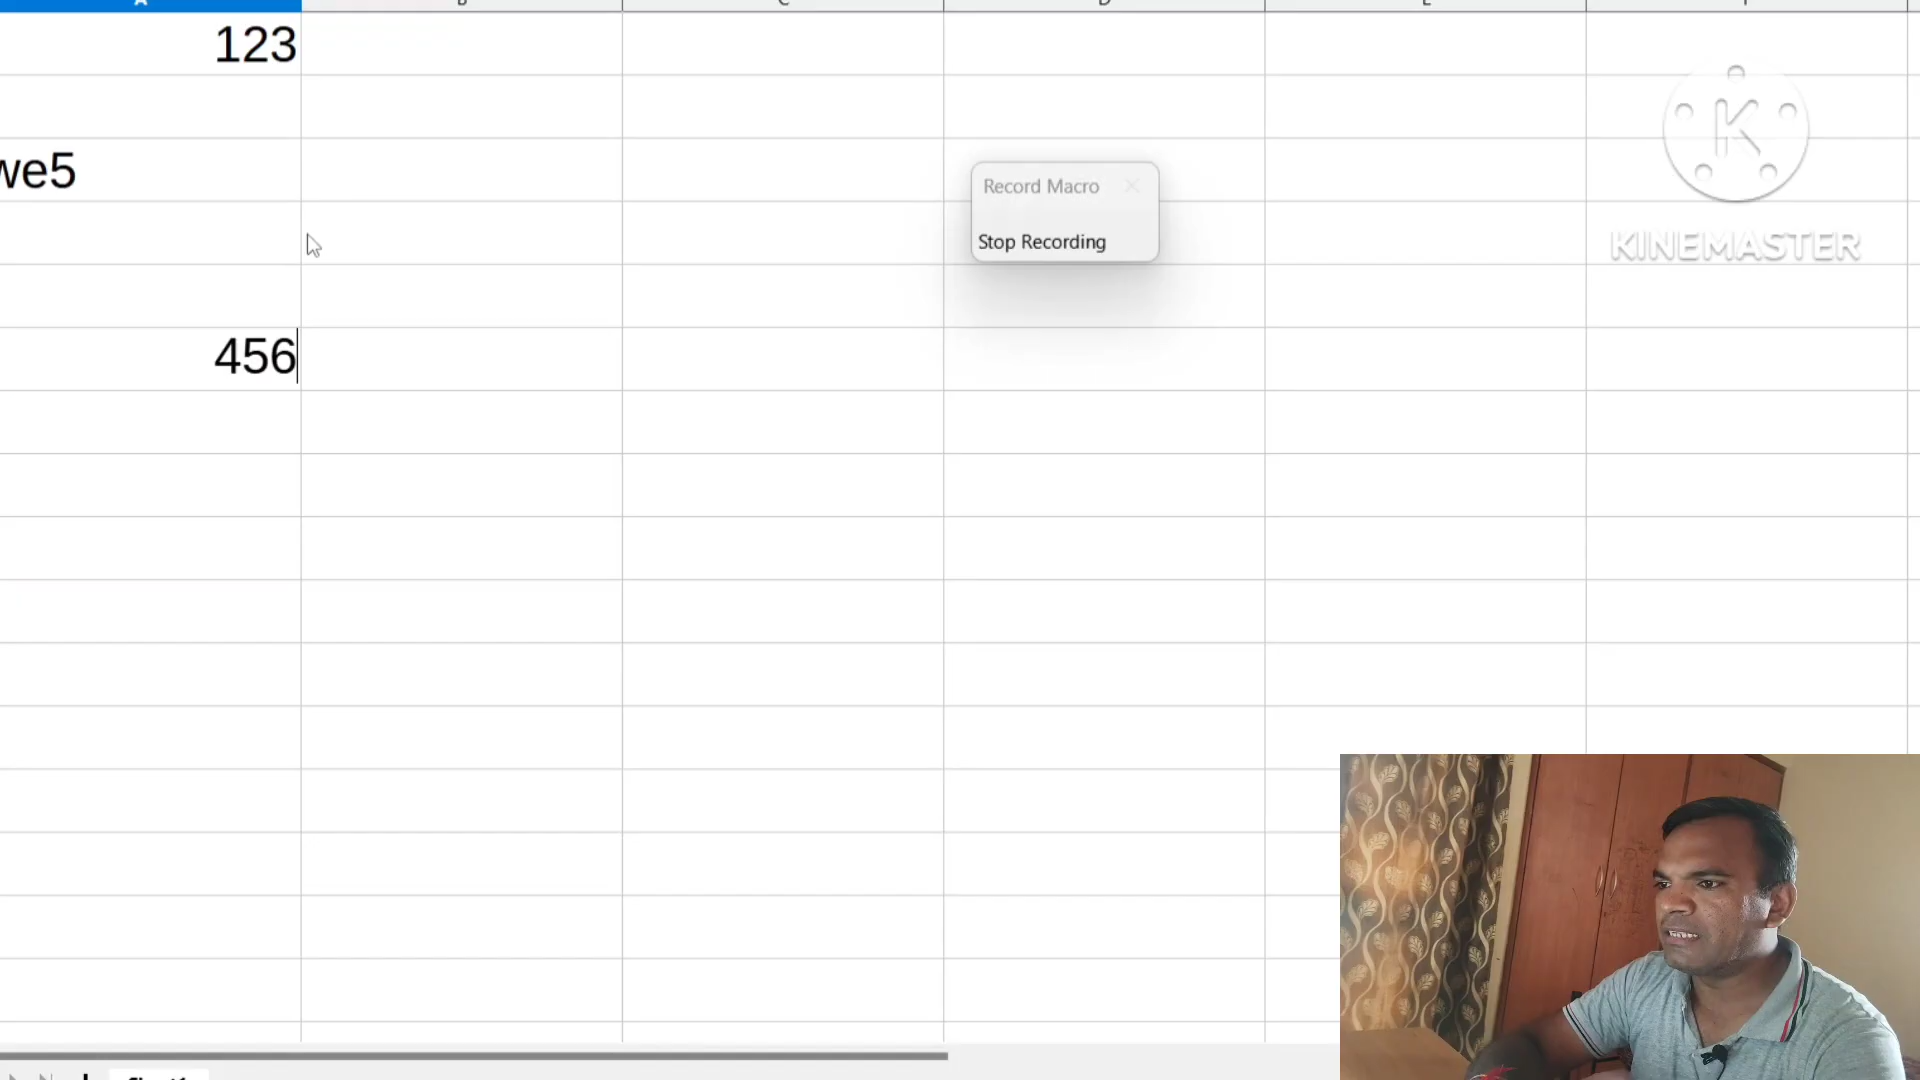 A B C D E F
123
we5
Record Macro
Stop Recording
456
K
KINEMASTER